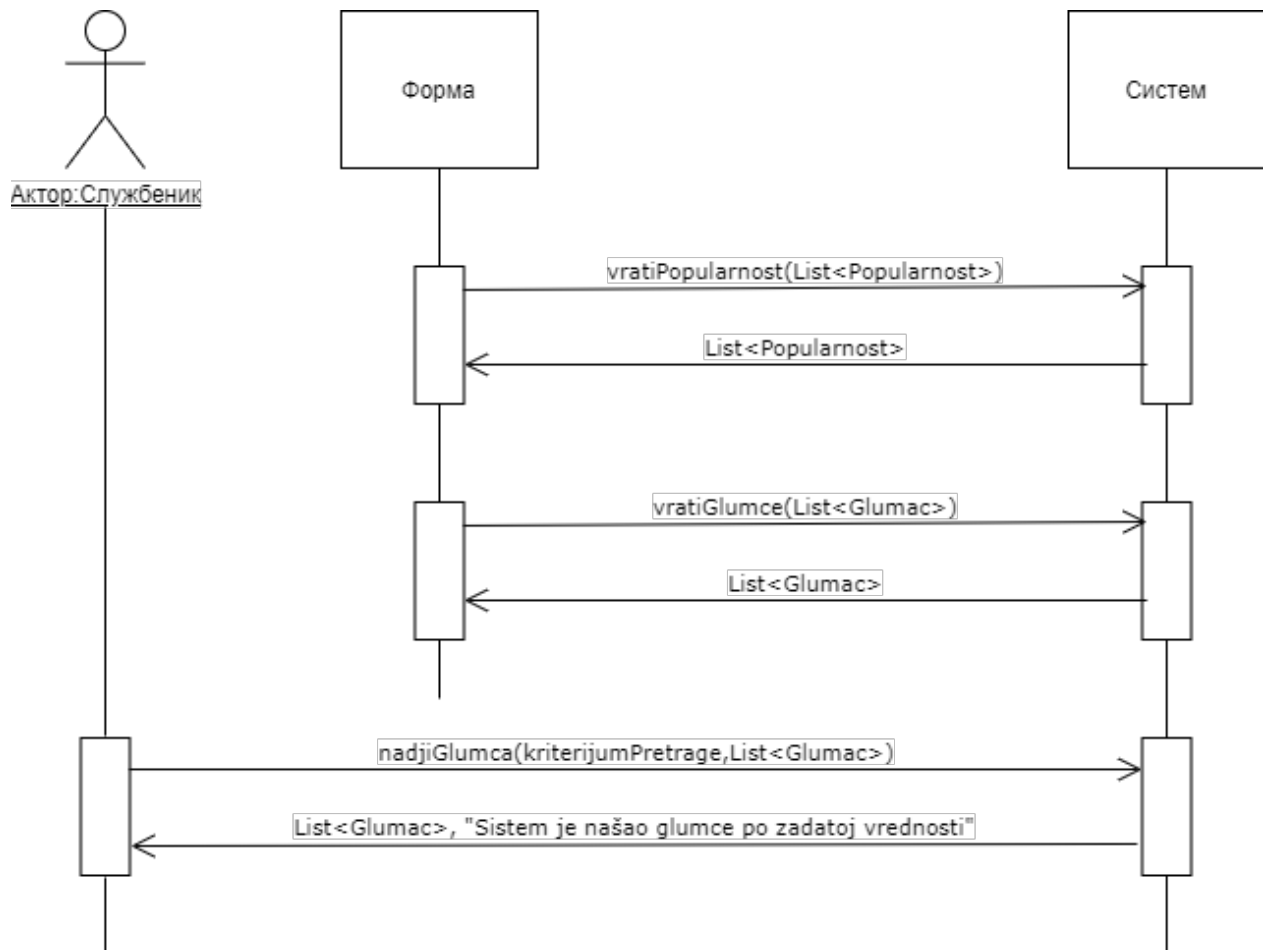 Форма
Систем
Актор:Службеник
vratiPopularnost(List<Popularnost>)
List<Popularnost>
vratiGlumce(List<Glumac>)
List<Glumac>
nadjiGlumca(kriterijumPretrage,List<Glumac>)
List<Glumac>, "Sistem je našao glumce po zadatoj vrednosti"